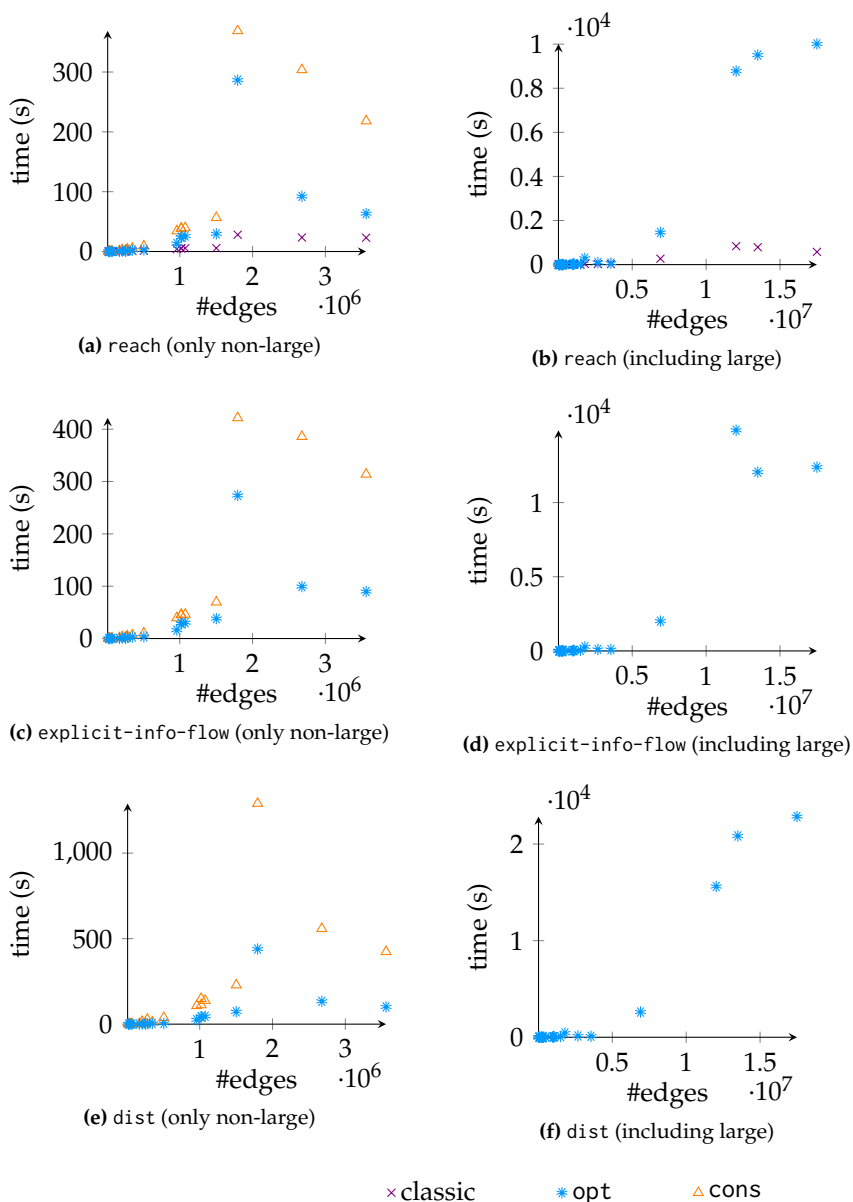 300
200
100
0
time (s)
1
2
3
#edges
·10^6
(a) reach (only non-large)
·10^4
1
0.8
0.6
0.4
0.2
0
time (s)
0.5
1
1.5
#edges
·10^7
(b) reach (including large)
400
300
200
100
0
time (s)
1
2
3
#edges
·10^6
(c) explicit-info-flow (only non-large)
·10^4
1
0.5
0
time (s)
0.5
1
1.5
#edges
·10^7
(d) explicit-info-flow (including large)
1,000
500
0
time (s)
1
2
3
#edges
·10^6
(e) dist (only non-large)
·10^4
2
1
0
time (s)
0.5
1
1.5
#edges
·10^7
(f) dist (including large)
classic opt cons